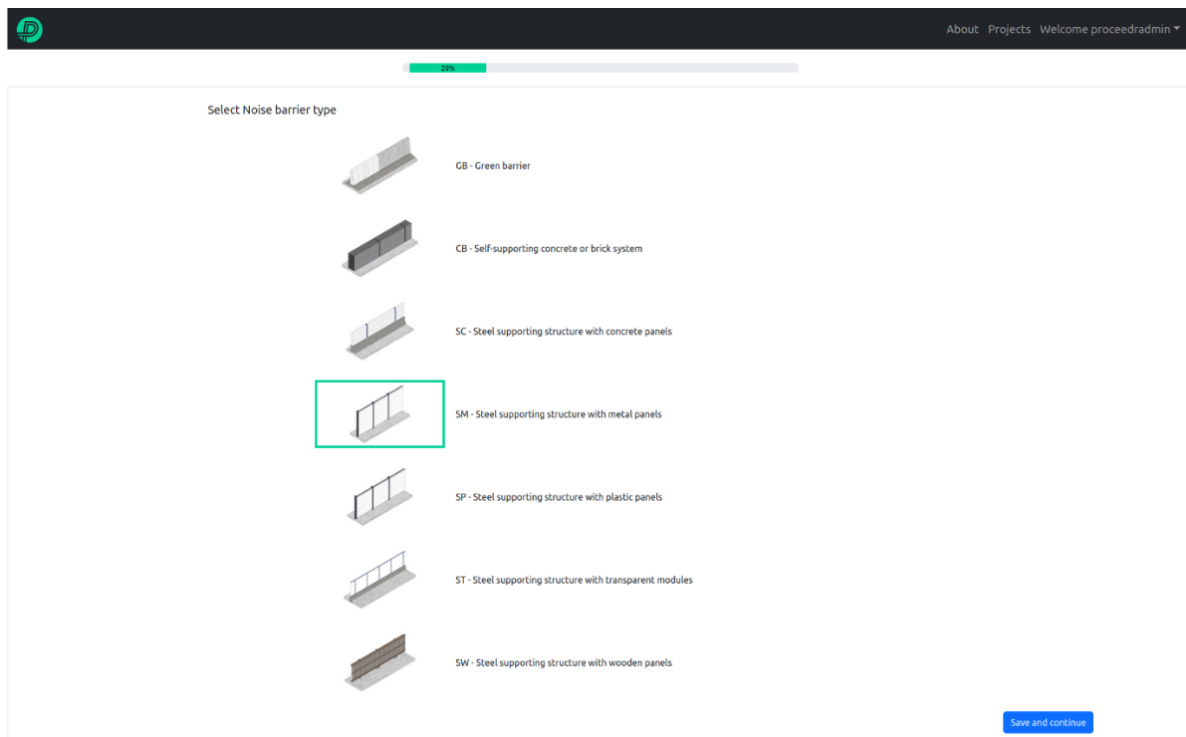 About Projects Welcome proceedradmin
20%
Select Noise barrier type
GB - Green barrier
CB - Self-supporting concrete or brick system
SC - Steel supporting structure with concrete panels
SM - Steel supporting structure with metal panels
SP - Steel supporting structure with plastic panels
ST - Steel supporting structure with transparent modules
SW - Steel supporting structure with wooden panels
Save and continue